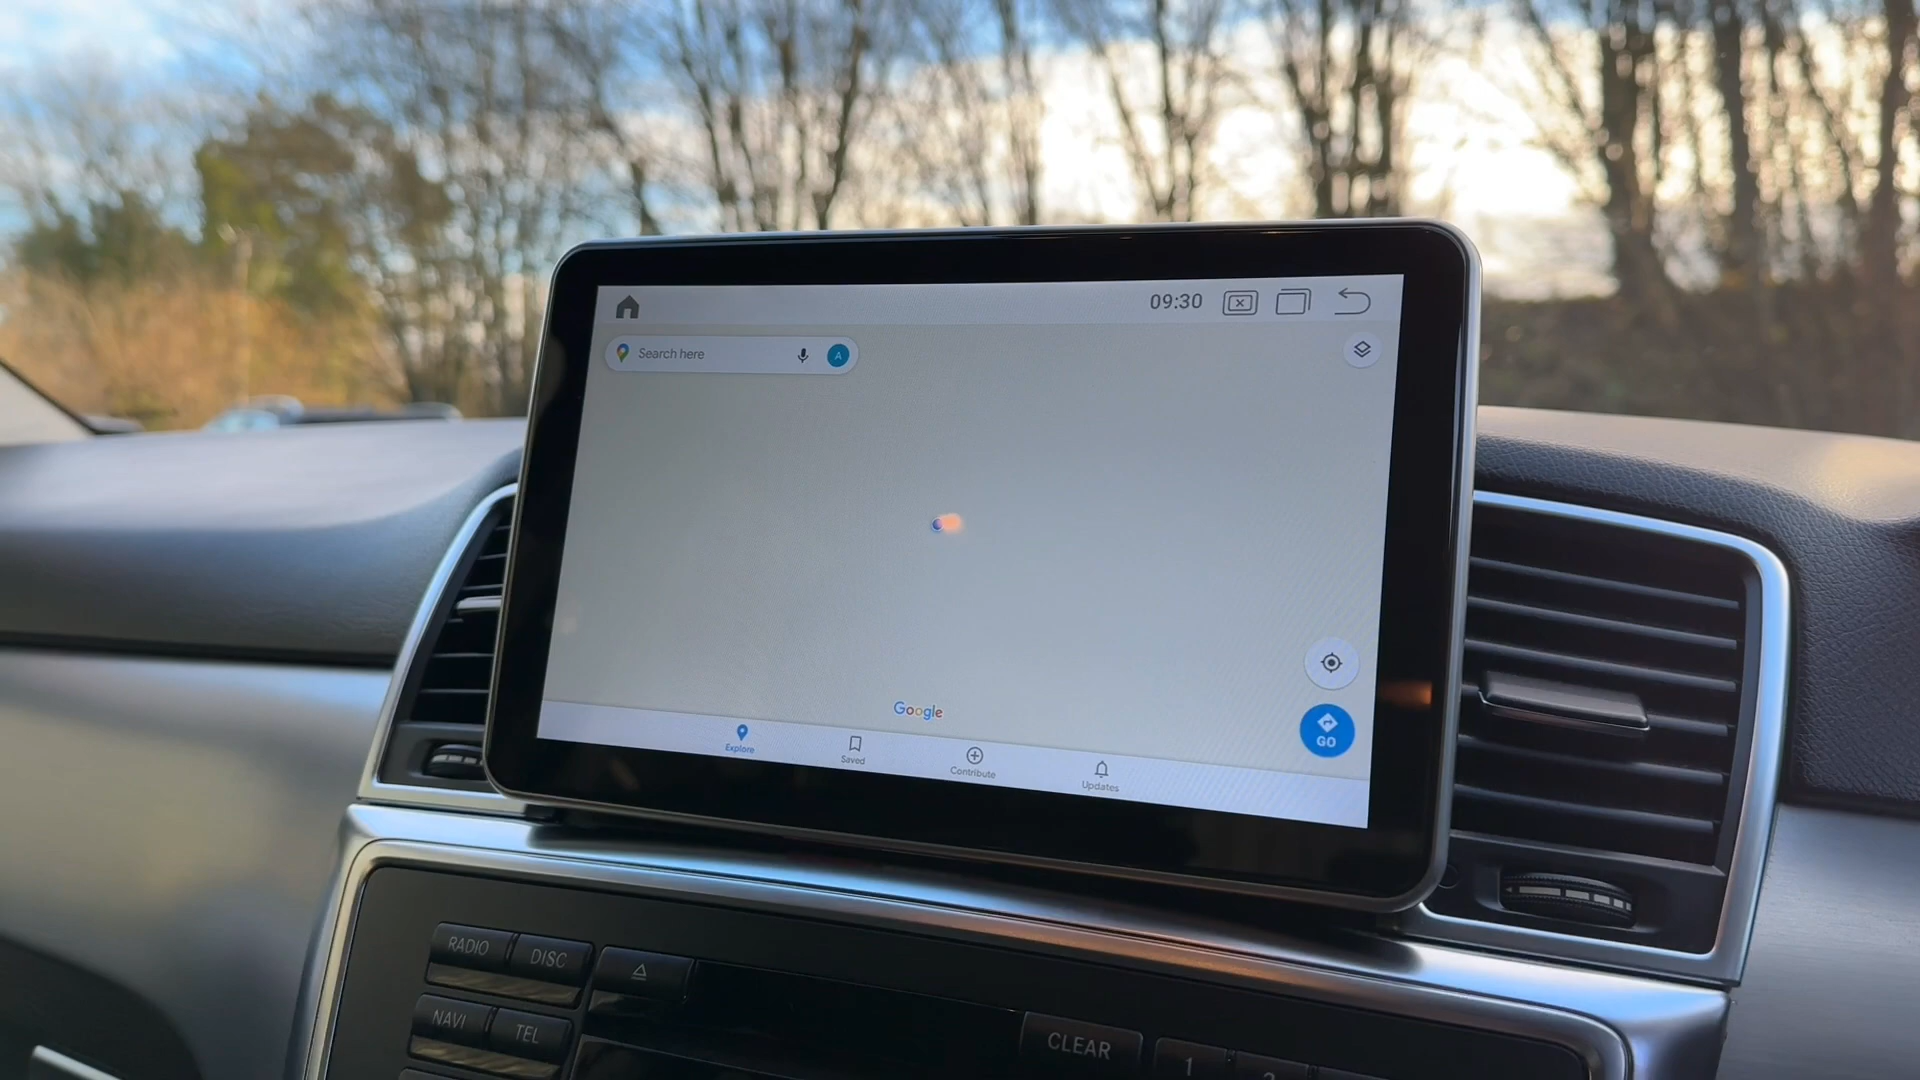 09:30
Search here
A
Google
GO
Explore
Saved
Contribute
Updates
RADIO
DISC
NAVI
TEL
CLEAR
1